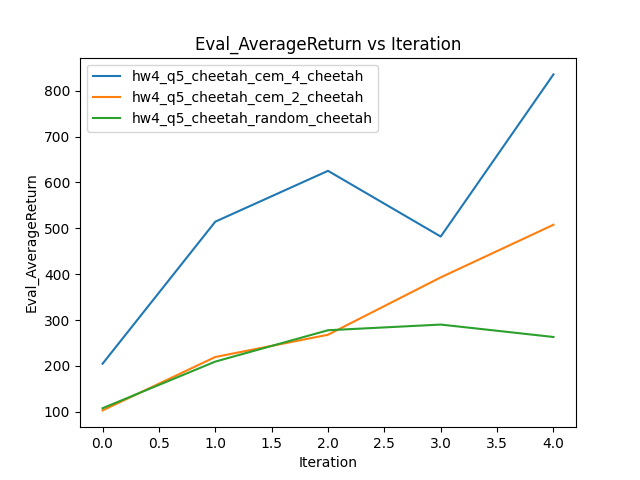 Eval_AverageReturn vs Iteration
hw4_q5_cheetah_cem_4_cheetah
hw4_q5_cheetah_cem_2_cheetah
hw4_q5_cheetah_random_cheetah
Eval_AverageReturn
800
700
600
500
400
300
200
100
0.0 0.5 1.0 1.5 2.0 2.5 3.0 3.5 4.0
Iteration